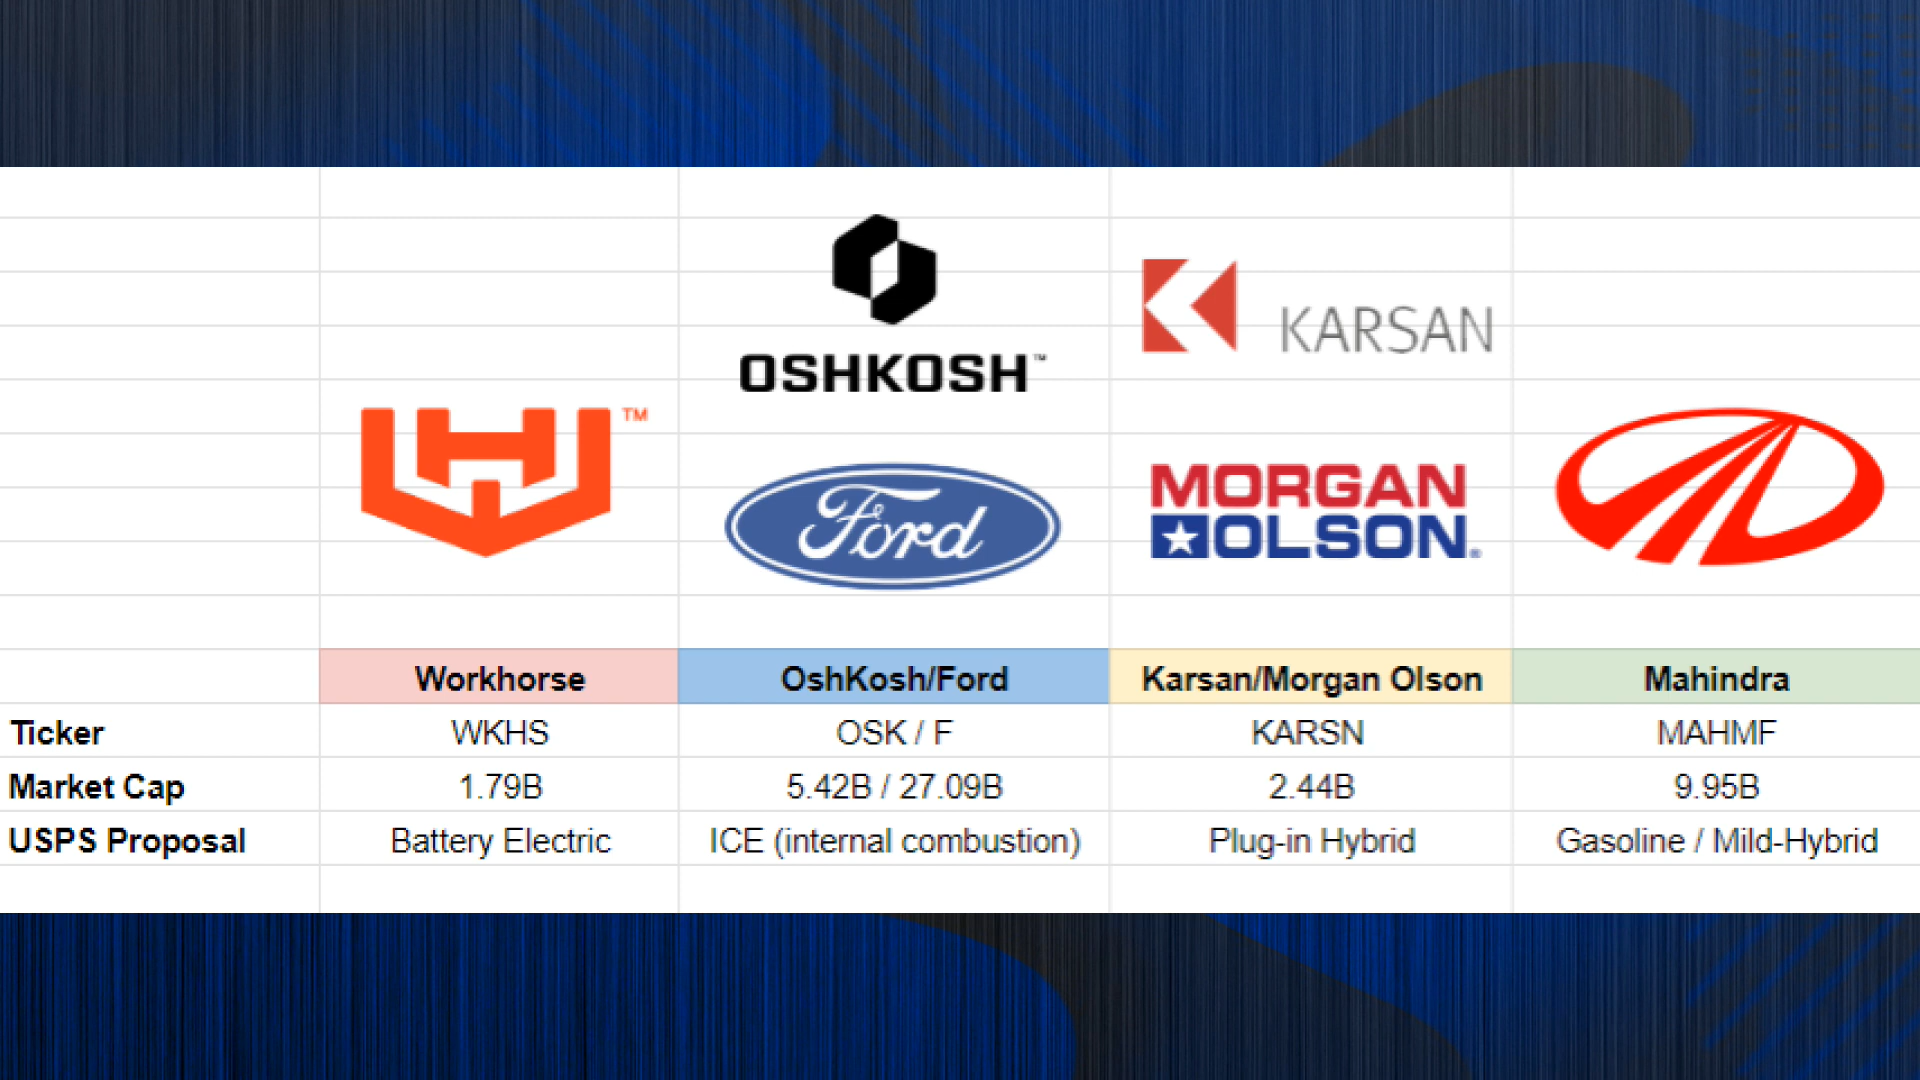 OSHKOSH™
KARSAN
™
Ford
MORGAN
OLSON®
Workhorse OshKosh/Ford Karsan/Morgan Olson Mahindra
Ticker WKHS OSK / F KARSN MAHMF
Market Cap 1.79B 5.42B / 27.09B 2.44B 9.95B
USPS Proposal Battery Electric ICE (internal combustion) Plug-in Hybrid Gasoline / Mild-Hybrid